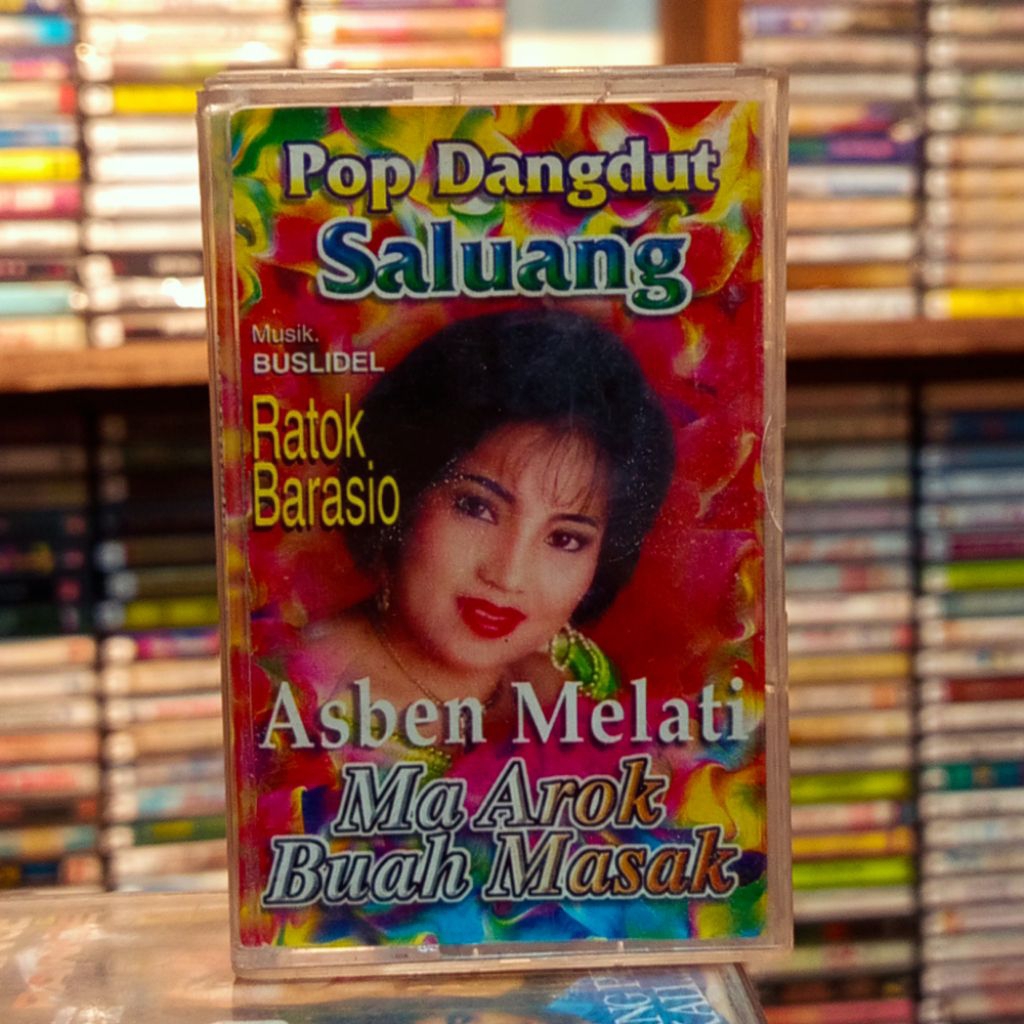 Pop Dangdut
Saluang
Musik.
BUSLIDEL
Ratok
Barasio
Asben Melati
Ma Arok
Buah Masak